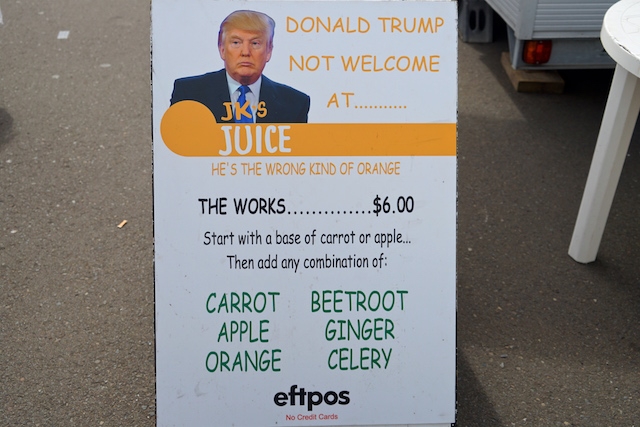 DONALD TRUMP
NOT WELCOME
AT...........
JK'S
JUICE
HE'S THE WRONG KIND OF ORANGE
THE WORKS..............$6.00
Start with a base of carrot or apple...
Then add any combination of:
CARROT BEETROOT
APPLE GINGER
ORANGE CELERY
eftpos
No Credit Cards